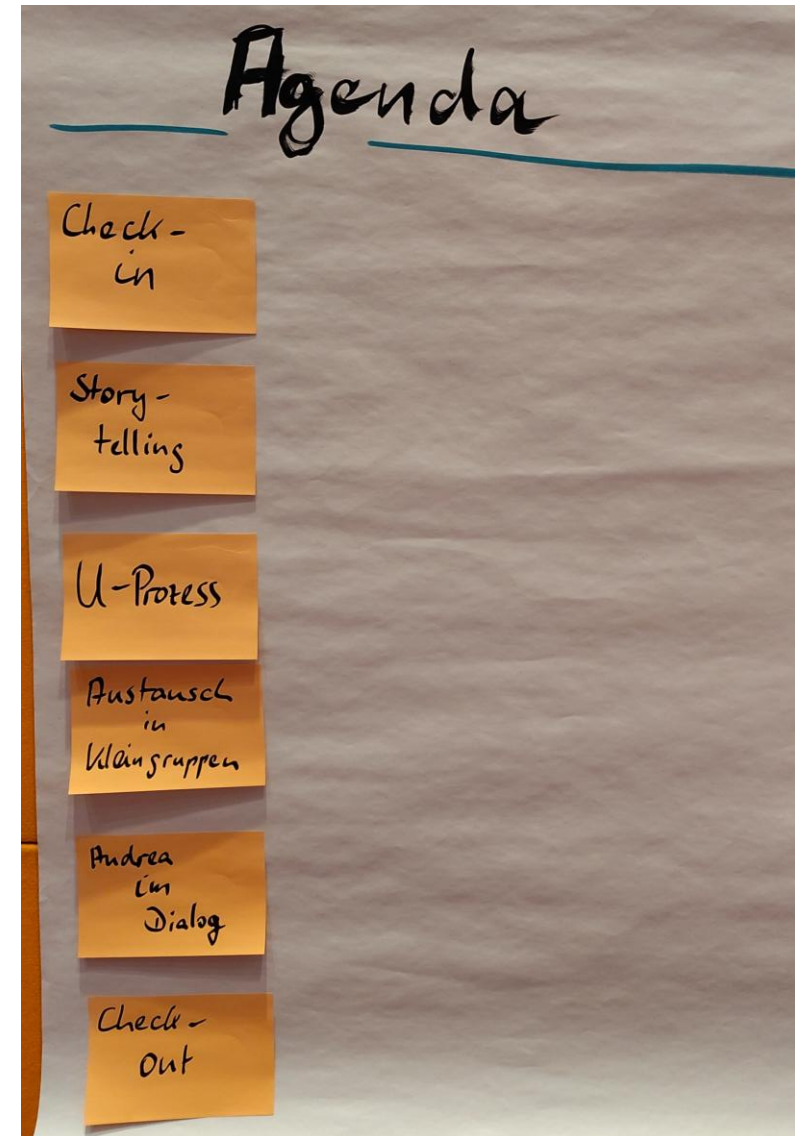 Agenda
Check-
in
Story-
telling
U-Prozess
Austausch
in
Kleingruppen
Andrea
im
Dialog
Check-
out